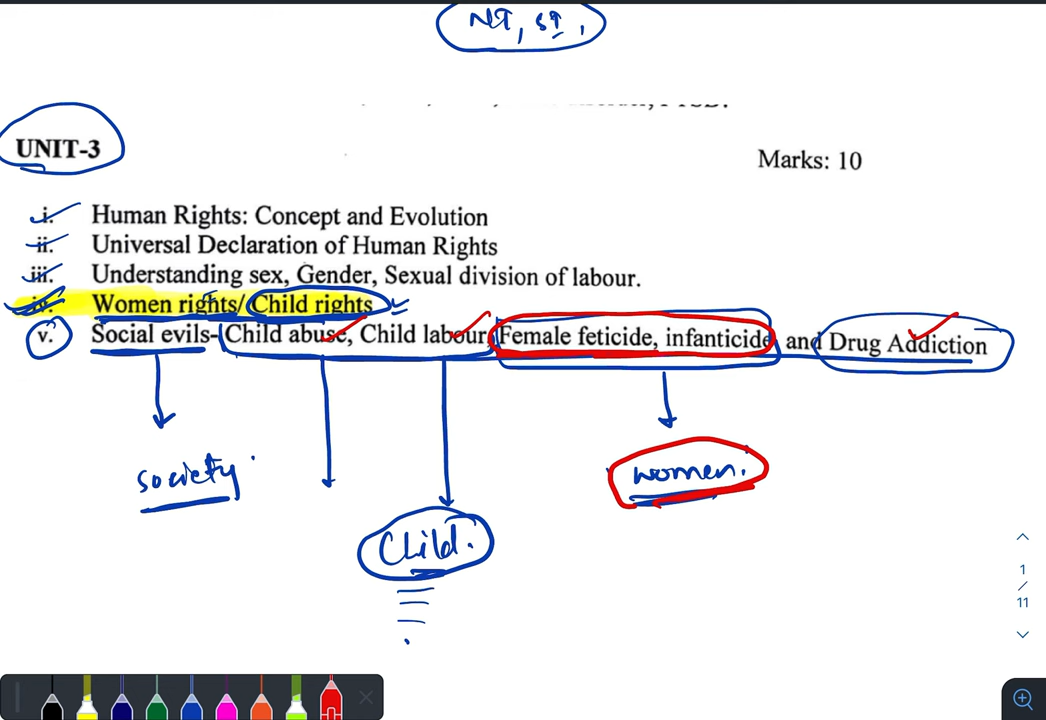 NT, ST,
UNIT-3
Marks: 10
i. Human Rights: Concept and Evolution
ii. Universal Declaration of Human Rights
iii. Understanding sex, Gender, Sexual division of labour.
iv. Women rights/ Child rights
v. Social evils- Child abuse, Child labour, Female feticide, infanticide, and Drug Addiction
society.
women.
Child.
1
/
11